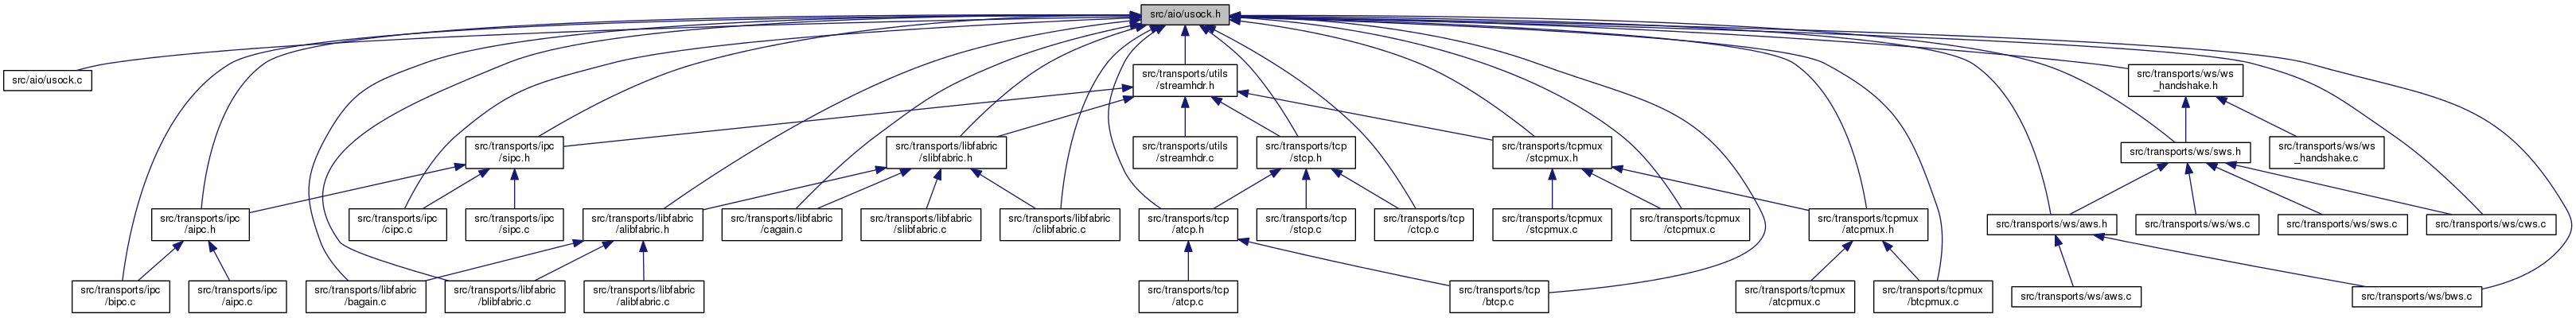 src/aio/usock.h
src/aio/usock.c
src/transports/utils
/streamhdr.h
src/transports/ws/ws
_handshake.h
src/transports/ipc
/sipc.h
src/transports/libfabric
/slibfabric.h
src/transports/utils
/streamhdr.c
src/transports/tcp
/stcp.h
src/transports/tcpmux
/stcpmux.h
src/transports/ws/sws.h
src/transports/ws/ws
_handshake.c
src/transports/ipc
/aipc.h
src/transports/ipc
/cipc.c
src/transports/ipc
/sipc.c
src/transports/libfabric
/alibfabric.h
src/transports/libfabric
/cagain.c
src/transports/libfabric
/slibfabric.c
src/transports/libfabric
/clibfabric.c
src/transports/tcp
/atcp.h
src/transports/tcp
/stcp.c
src/transports/tcp
/ctcp.c
src/transports/tcpmux
/stcpmux.c
src/transports/tcpmux
/ctcpmux.c
src/transports/tcpmux
/atcpmux.h
src/transports/ws/aws.h
src/transports/ws/ws.c
src/transports/ws/sws.c
src/transports/ws/cws.c
src/transports/ipc
/bipc.c
src/transports/ipc
/aipc.c
src/transports/libfabric
/bagain.c
src/transports/libfabric
/blibfabric.c
src/transports/libfabric
/alibfabric.c
src/transports/tcp
/atcp.c
src/transports/tcp
/btcp.c
src/transports/tcpmux
/atcpmux.c
src/transports/tcpmux
/btcpmux.c
src/transports/ws/aws.c
src/transports/ws/bws.c